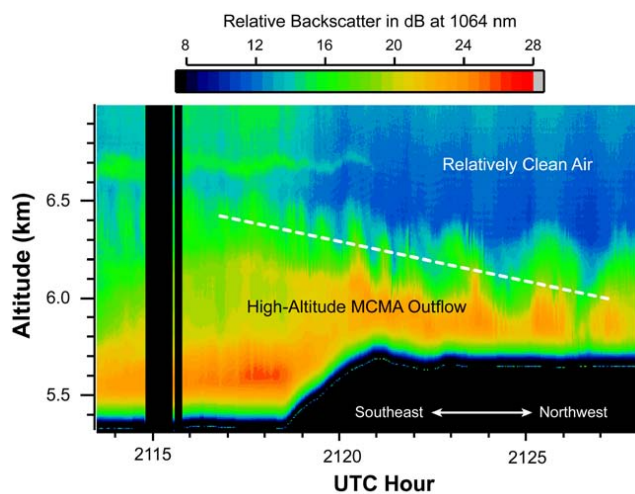 Relative Backscatter in dB at 1064 nm
8 12 16 20 24 28
Altitude (km)
6.5
6.0
5.5
Relatively Clean Air
High-Altitude MCMA Outflow
Southeast Northwest
2115 2120 2125
UTC Hour